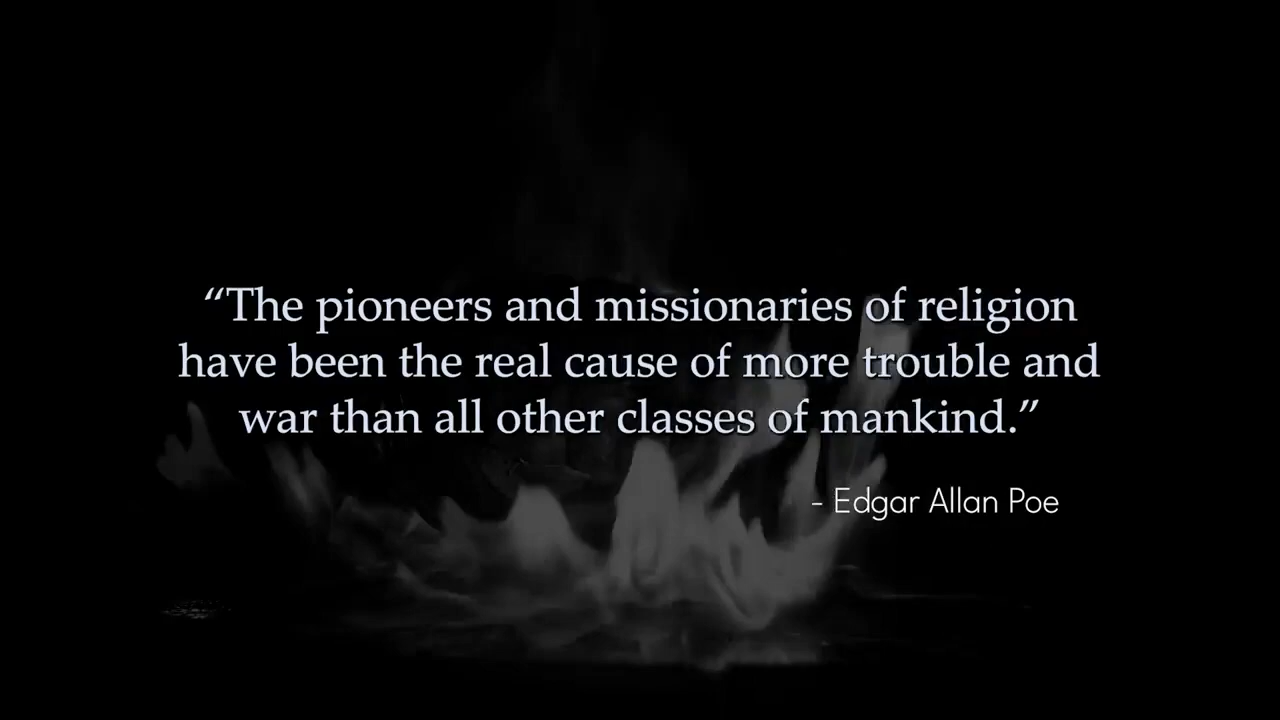 “The pioneers and missionaries of religion
have been the real cause of more trouble and
war than all other classes of mankind.”
- Edgar Allan Poe